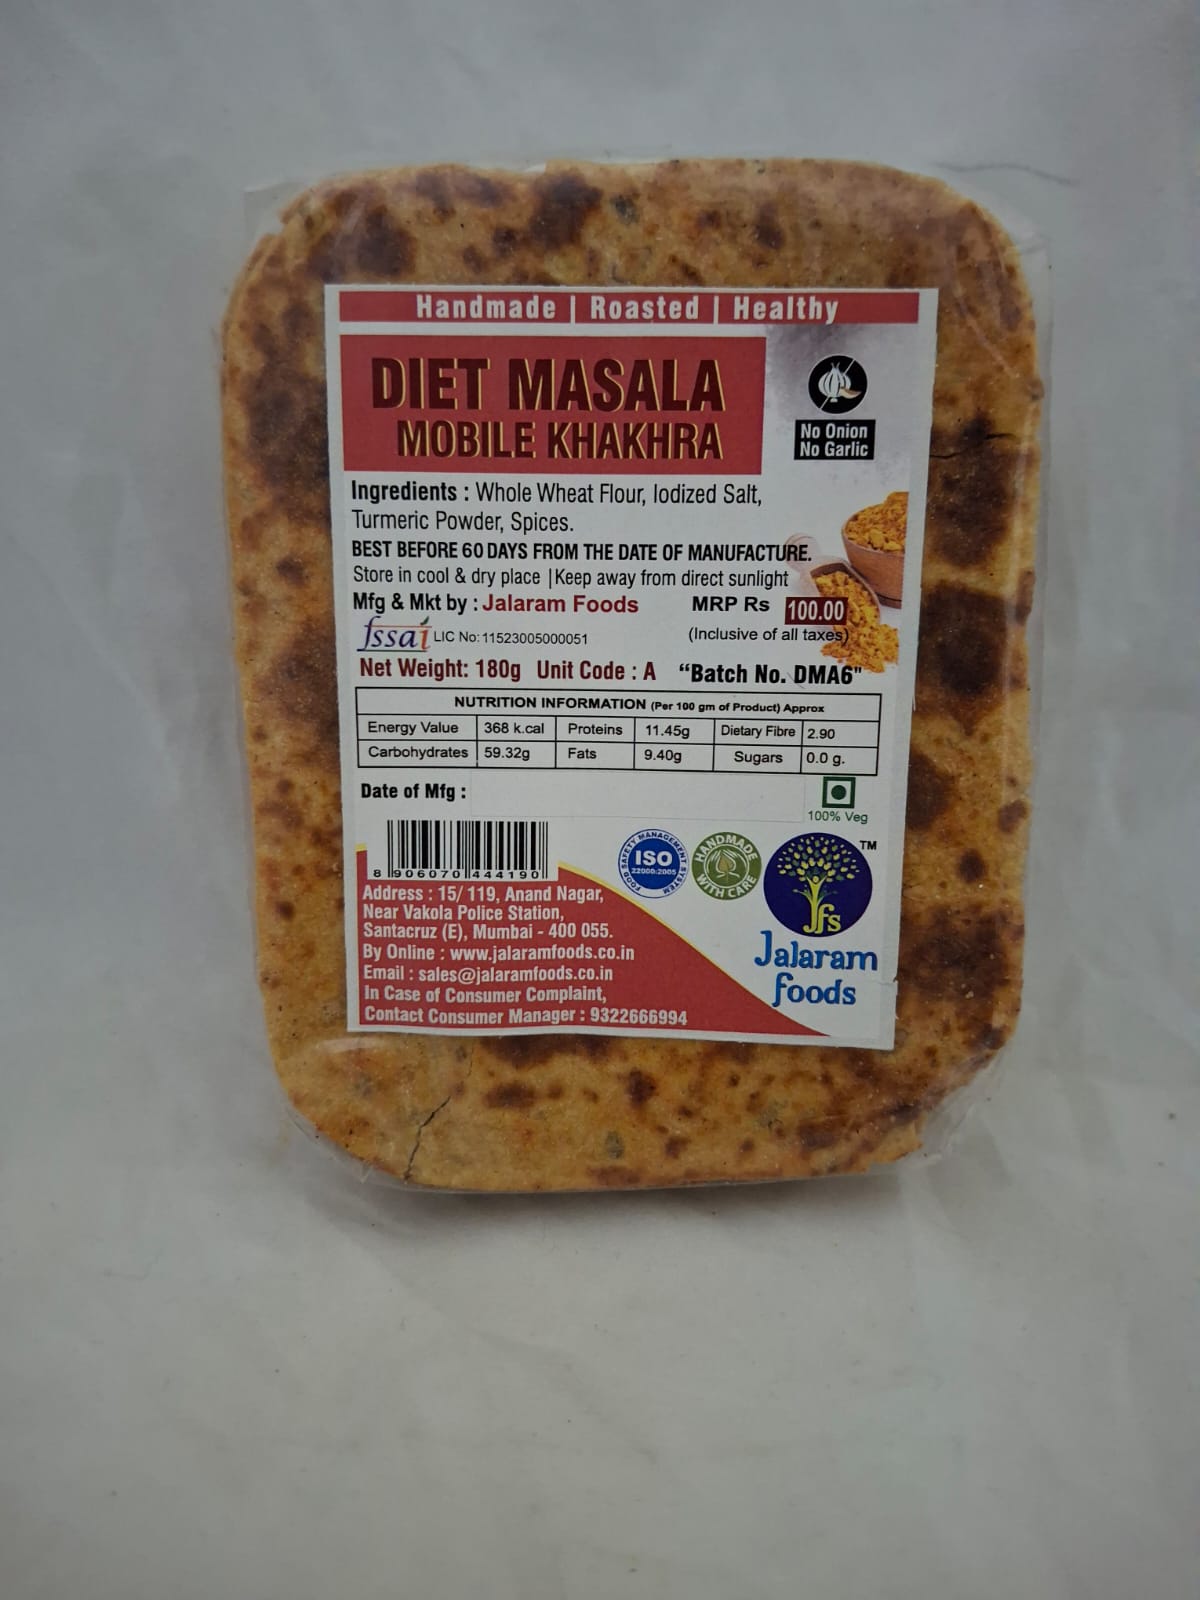 Handmade | Roasted | Healthy
DIET MASALA
MOBILE KHAKHRA
No Onion
No Garlic
Ingredients : Whole Wheat Flour, Iodized Salt,
Turmeric Powder, Spices.
BEST BEFORE 60 DAYS FROM THE DATE OF MANUFACTURE.
Store in cool & dry place |Keep away from direct sunlight
Mfg & Mkt by : Jalaram Foods MRP Rs 100.00
fssai LIC No: 11523005000051 (Inclusive of all taxes)
Net Weight: 180g Unit Code : A “Batch No. DMA6"
NUTRITION INFORMATION (Per 100 gm of Product) Approx
Energy Value 368 k.cal Proteins 11.45g Dietary Fibre 2.90
Carbohydrates 59.32g Fats 9.40g Sugars 0.0 g.
Date of Mfg :
100% Veg
8 906070 444190
FOOD SAFETY MANAGEMENT SYSTEM
ISO
22000:2005
HANDMADE
WITH CARE
TM
jfs
Jalaram
foods
Address : 15/ 119, Anand Nagar,
Near Vakola Police Station,
Santacruz (E), Mumbai - 400 055.
By Online : www.jalaramfoods.co.in
Email : sales@jalaramfoods.co.in
In Case of Consumer Complaint,
Contact Consumer Manager : 9322666994